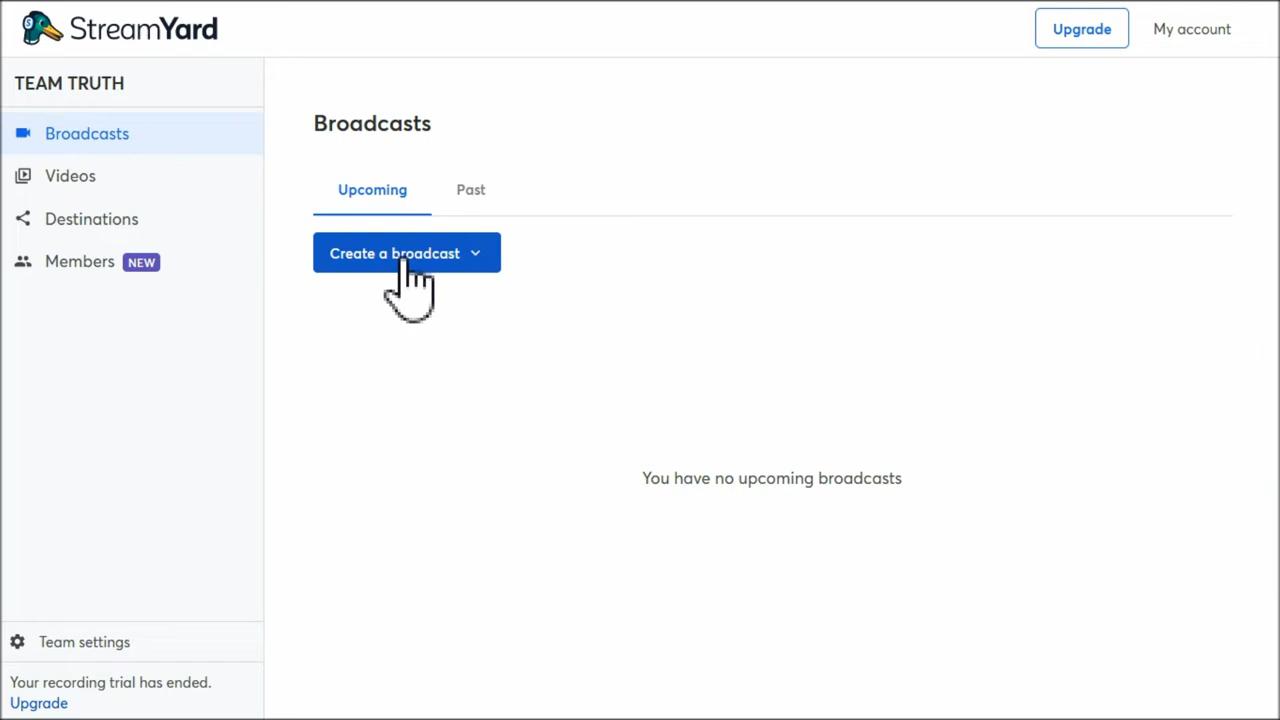 StreamYard
Upgrade
My account
TEAM TRUTH
Broadcasts
Videos
Destinations
Members NEW
Team settings
Your recording trial has ended.
Upgrade
Broadcasts
Upcoming
Past
Create a broadcast
You have no upcoming broadcasts